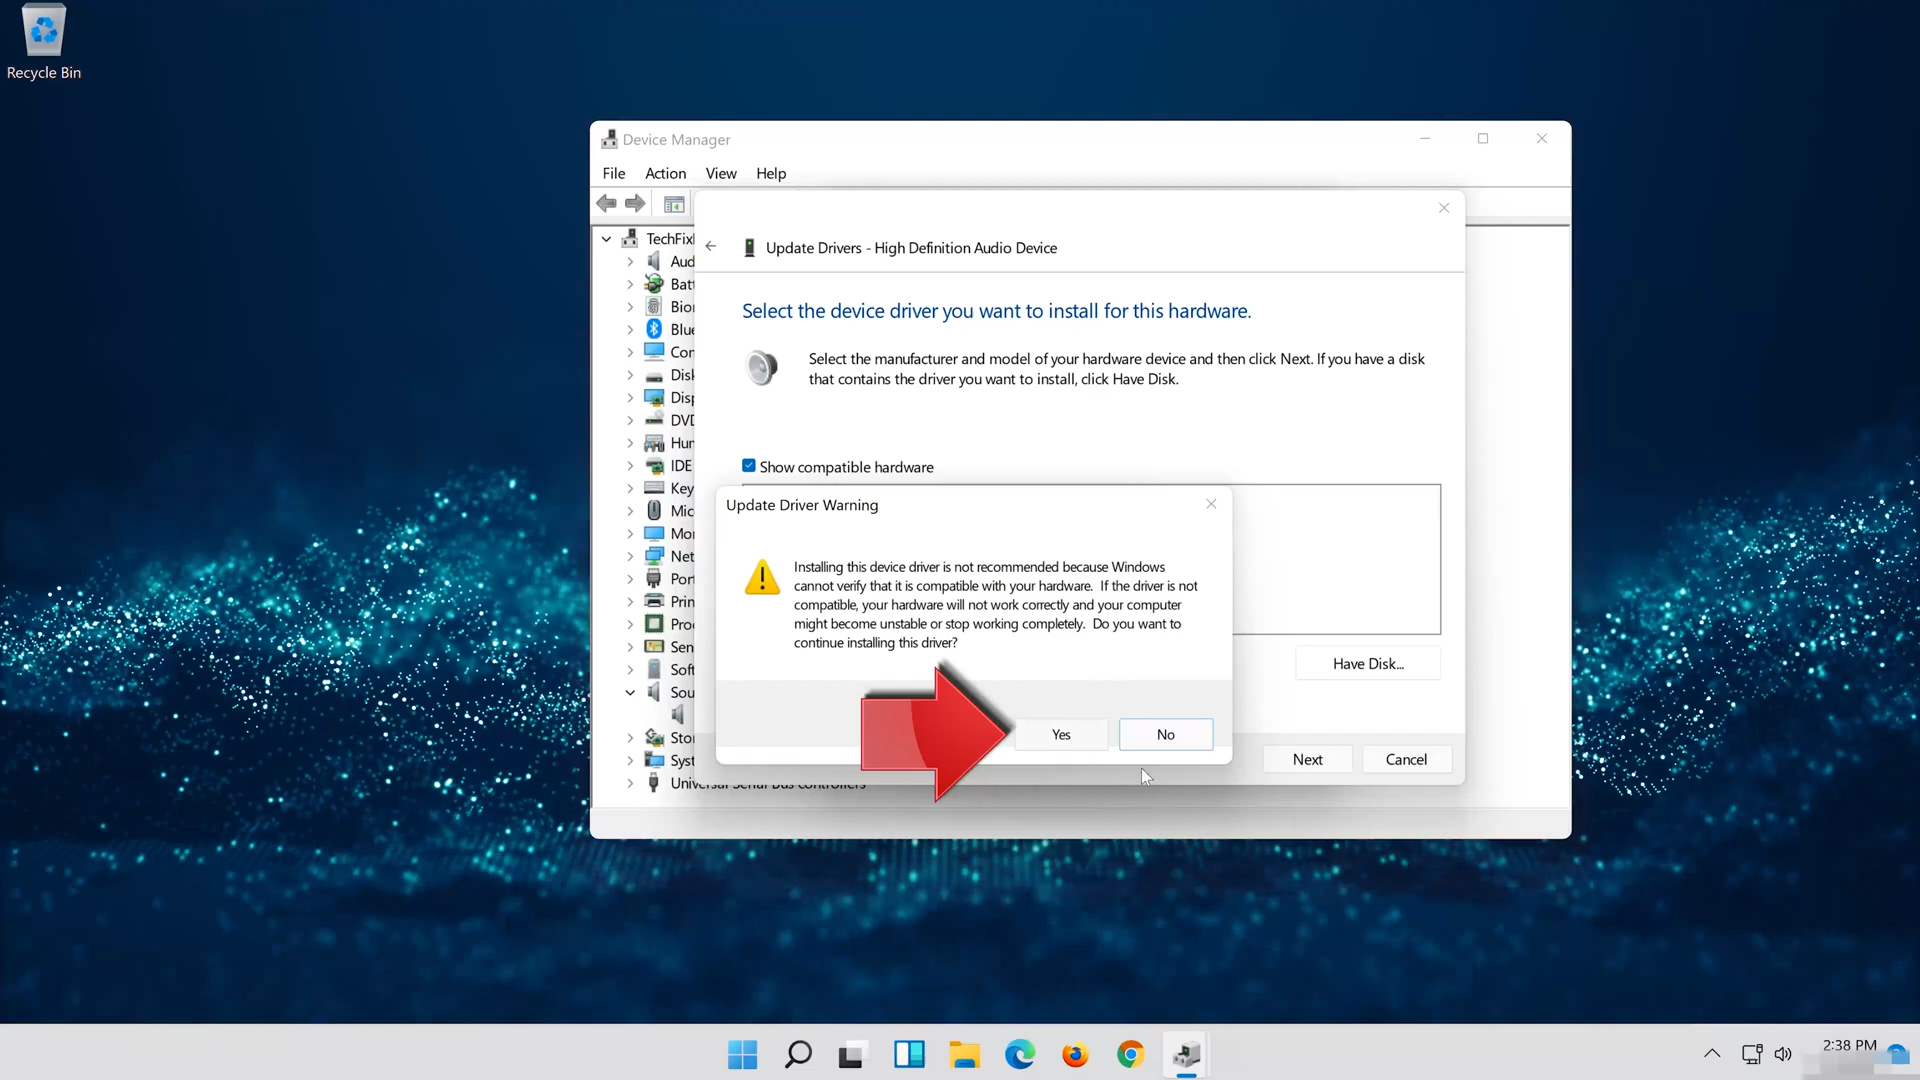 Recycle Bin
Device Manager
File Action View Help
Update Drivers - High Definition Audio Device
Select the device driver you want to install for this hardware.
Select the manufacturer and model of your hardware device and then click Next. If you have a disk
that contains the driver you want to install, click Have Disk.
Show compatible hardware
Update Driver Warning
Installing this device driver is not recommended because Windows
cannot verify that it is compatible with your hardware. If the driver is not
compatible, your hardware will not work correctly and your computer
might become unstable or stop working completely. Do you want to
continue installing this driver?
Yes No
Have Disk...
Next Cancel
TechFix
Aud
Batt
Bior
Blue
Con
Disk
Disp
DVD
Hum
IDE
Key
Mic
Mon
Net
Port
Prin
Proc
Sen
Soft
Sou
Stor
Syst
Universal Serial Bus controllers
2:38 PM